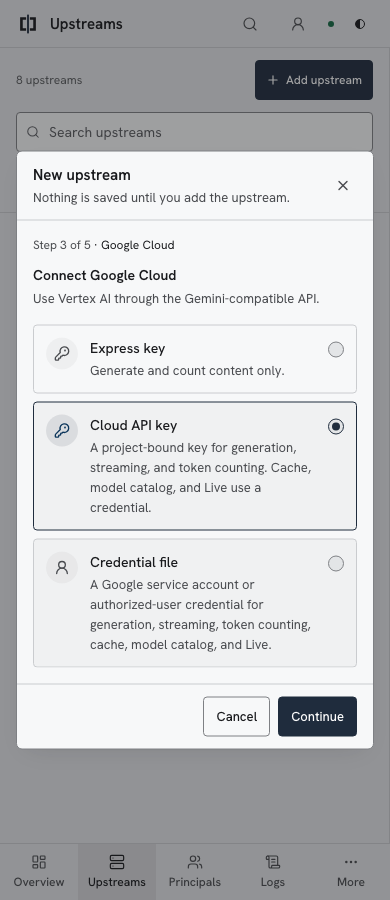 Upstreams
8 upstreams
Add upstream
Search upstreams
New upstream
Nothing is saved until you add the upstream.
Step 3 of 5 · Google Cloud
Connect Google Cloud
Use Vertex AI through the Gemini-compatible API.
Express key
Generate and count content only.
Cloud API key
A project-bound key for generation,
streaming, and token counting. Cache,
model catalog, and Live use a
credential.
Credential file
A Google service account or
authorized-user credential for
generation, streaming, token counting,
cache, model catalog, and Live.
Cancel
Continue
Overview
Upstreams
Principals
Logs
More